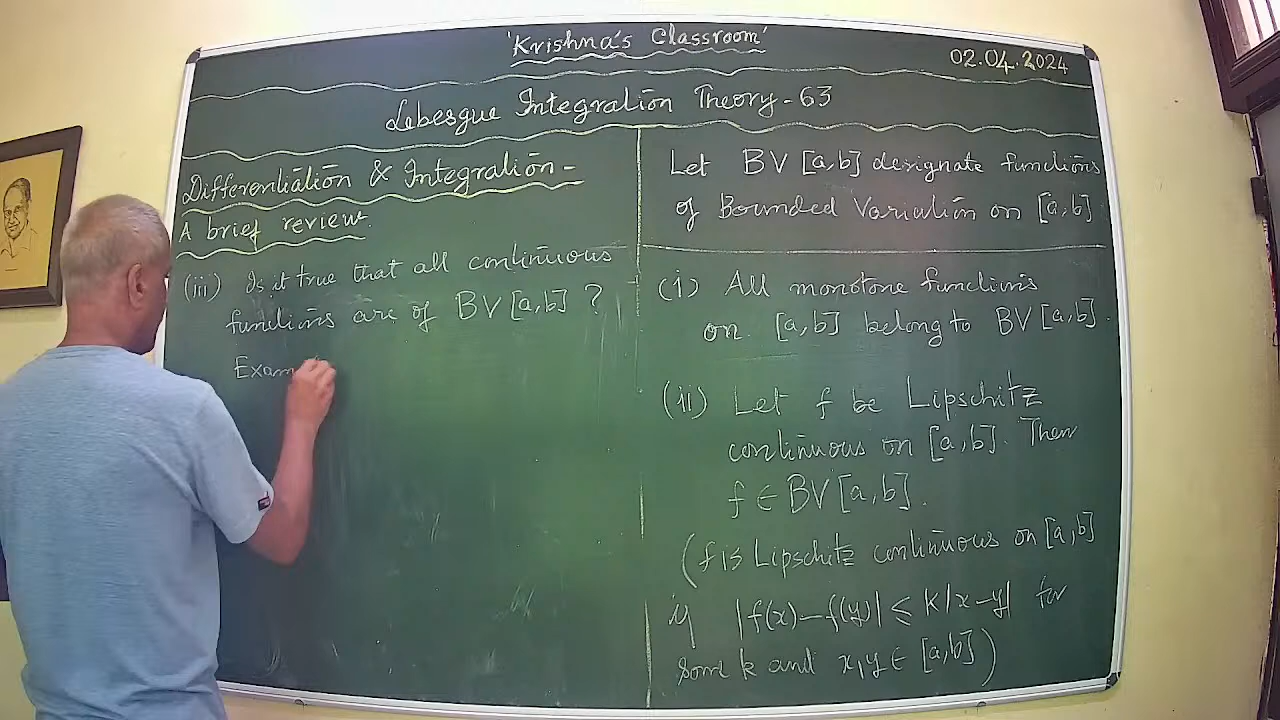 'Krishna's Classroom'
02.04.2024
Lebesgue Integration Theory-63
Differentiation & Integration-
A brief review.
(iii) Is it true that all continuous
functions are of BV [a,b] ?
Exam
Let BV [a,b] designate functions
of Bounded Variation on [a,b]
(i) All monotone functions
on [a,b] belong to BV [a,b].
(ii) Let f be Lipschitz
continuous on [a,b]. Then
f ∈ BV [a,b].
(f is Lipschitz continuous on [a,b]
if |f(x)-f(y)| ≤ K|x-y| for
some k and x,y ∈ [a,b])